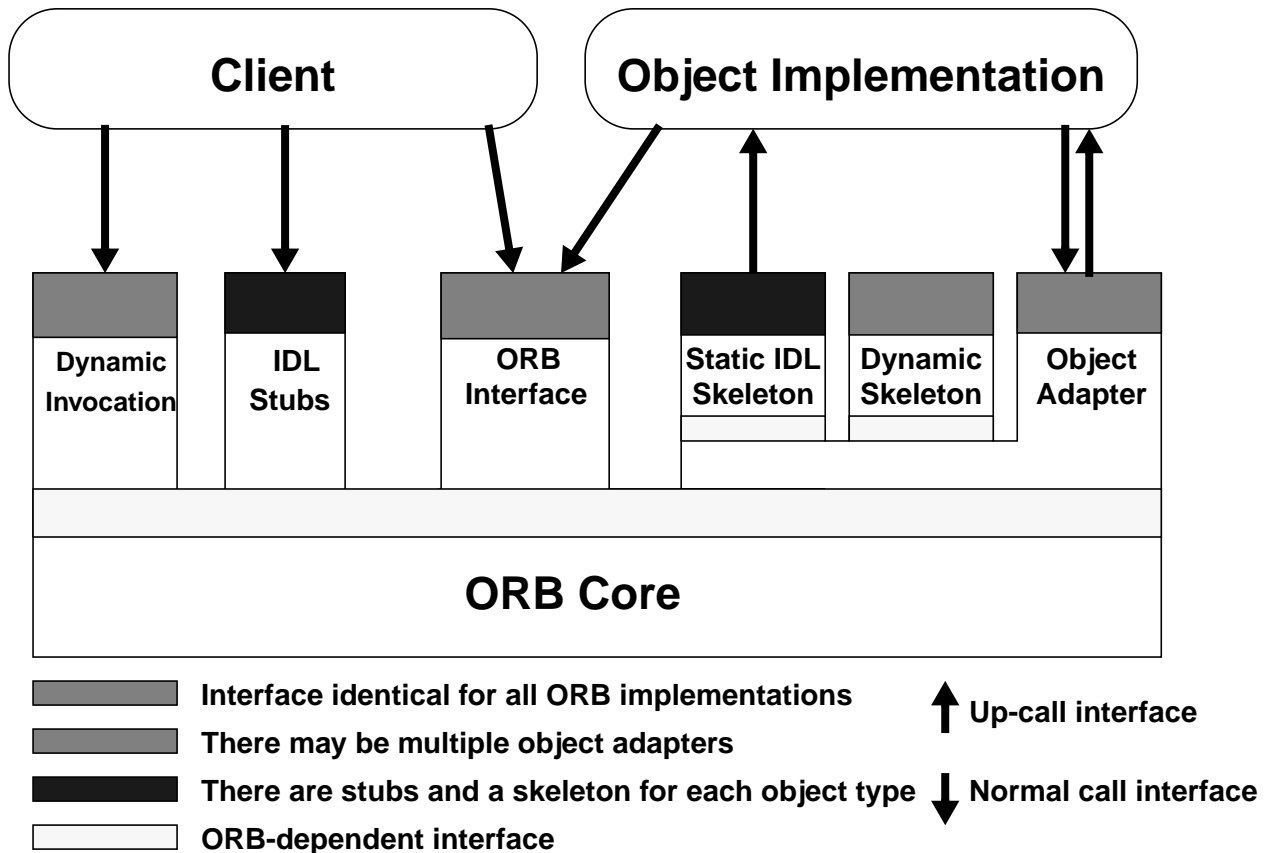 Client
Object Implementation
Dynamic
Invocation
IDL
Stubs
ORB
Interface
Static IDL
Skeleton
Dynamic
Skeleton
Object
Adapter
ORB Core
Interface identical for all ORB implementations
There may be multiple object adapters
There are stubs and a skeleton for each object type
ORB-dependent interface
Up-call interface
Normal call interface